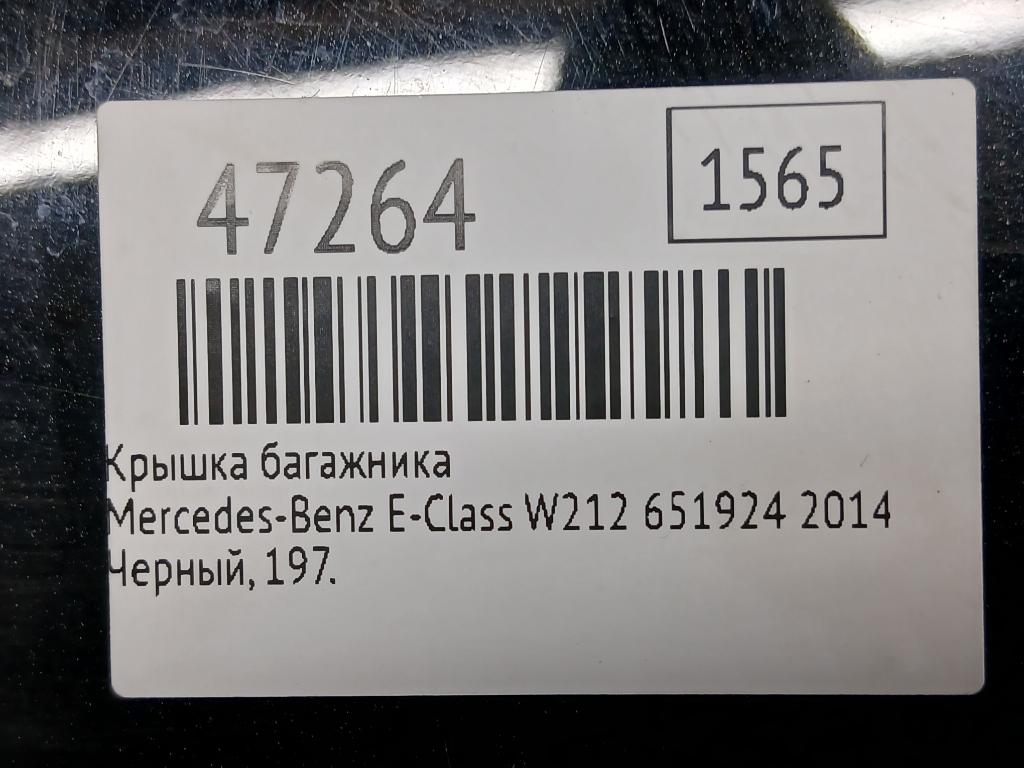 47264
1565
Крышка багажника
Mercedes-Benz E-Class W212 651924 2014
Черный, 197.